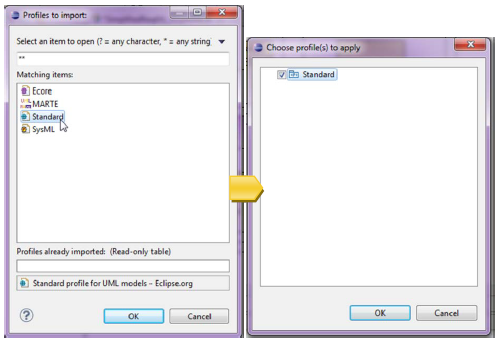 Profiles to import:
Select an item to open (? = any character, * = any string)
**
Matching items:
Ecore
MARTE
Standard
SysML
Profiles already imported: (Read-only table)
Standard profile for UML models - Eclipse.org
OK Cancel
Choose profile(s) to apply
Standard
OK Cancel